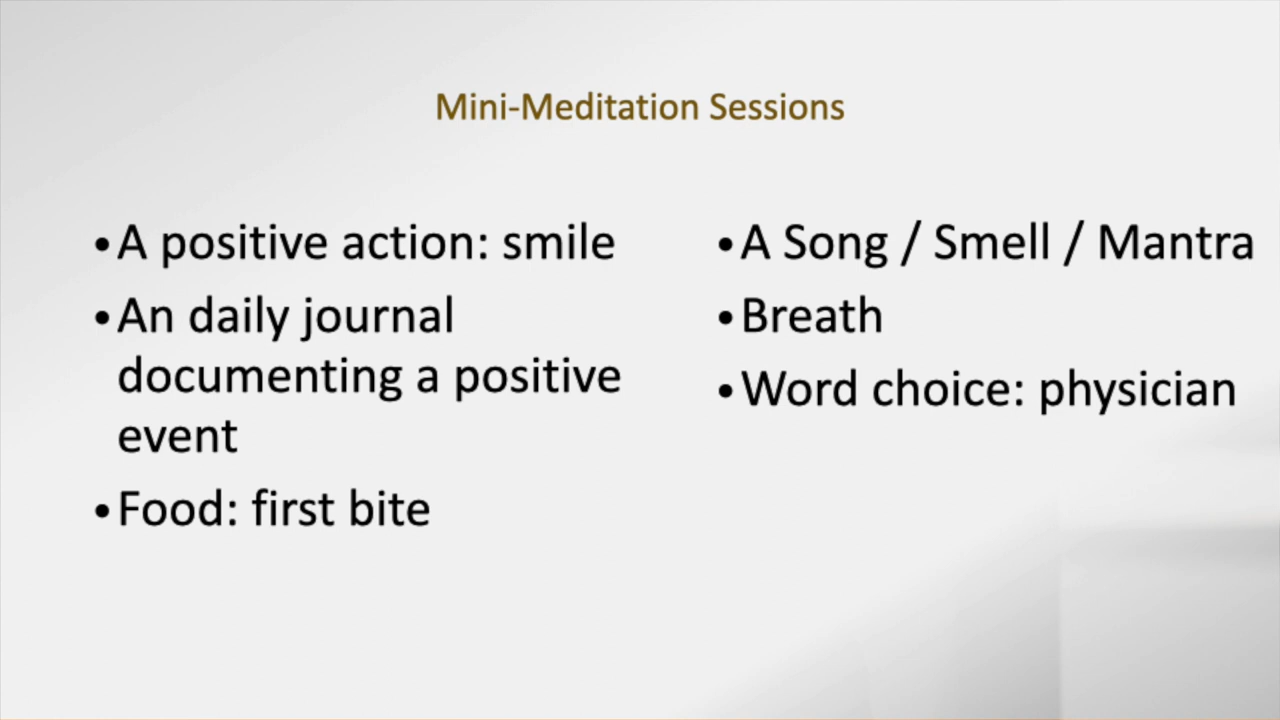 Mini-Meditation Sessions
• A positive action: smile
• An daily journal
documenting a positive
event
• Food: first bite
• A Song / Smell / Mantra
• Breath
• Word choice: physician